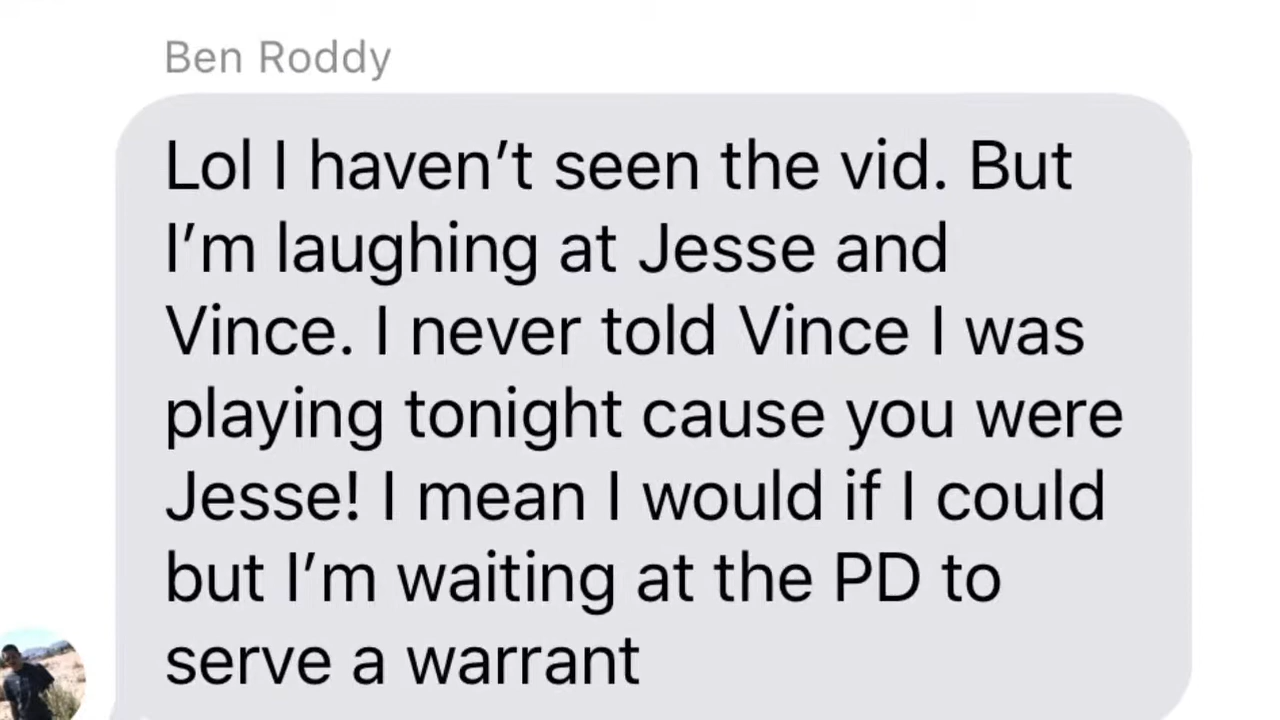 Ben Roddy
Lol I haven’t seen the vid. But
I’m laughing at Jesse and
Vince. I never told Vince I was
playing tonight cause you were
Jesse! I mean I would if I could
but I’m waiting at the PD to
serve a warrant